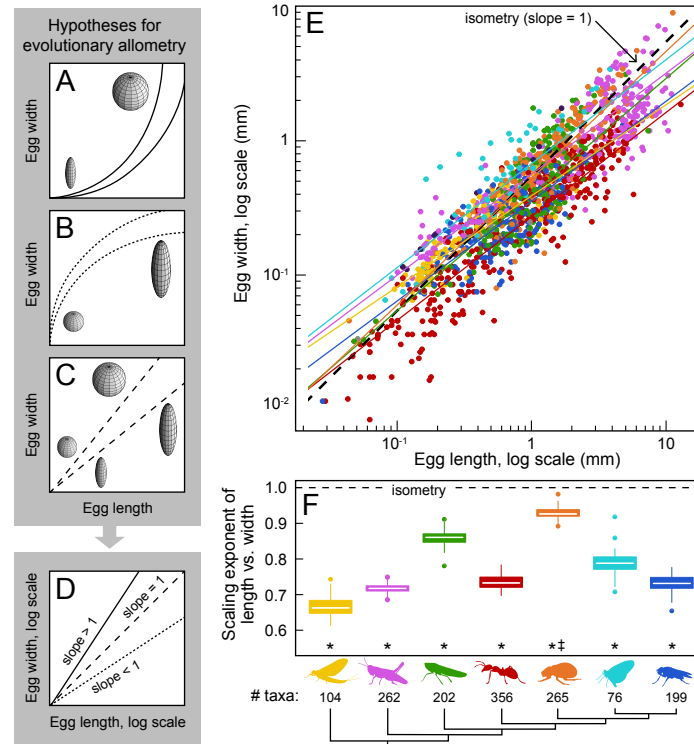 Hypotheses for
evolutionary allometry
A
Egg width
B
Egg width
C
Egg width
Egg length
D
slope > 1
slope = 1
slope < 1
Egg width, log scale
Egg length, log scale
E
isometry (slope = 1)
Egg width, log scale (mm)
10
1
10⁻¹
10⁻²
10⁻¹
1
10
Egg length, log scale (mm)
F
isometry
Scaling exponent of
length vs. width
1.0
0.9
0.8
0.7
0.6
* * * * *‡ * *
# taxa: 104 262 202 356 265 76 199